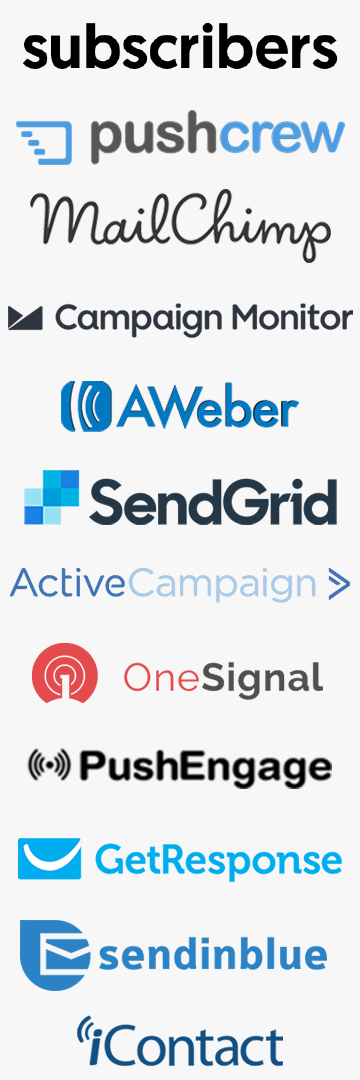 subscribers
pushcrew
MailChimp
Campaign Monitor
AWeber
SendGrid
ActiveCampaign
OneSignal
PushEngage
GetResponse
sendinblue
iContact